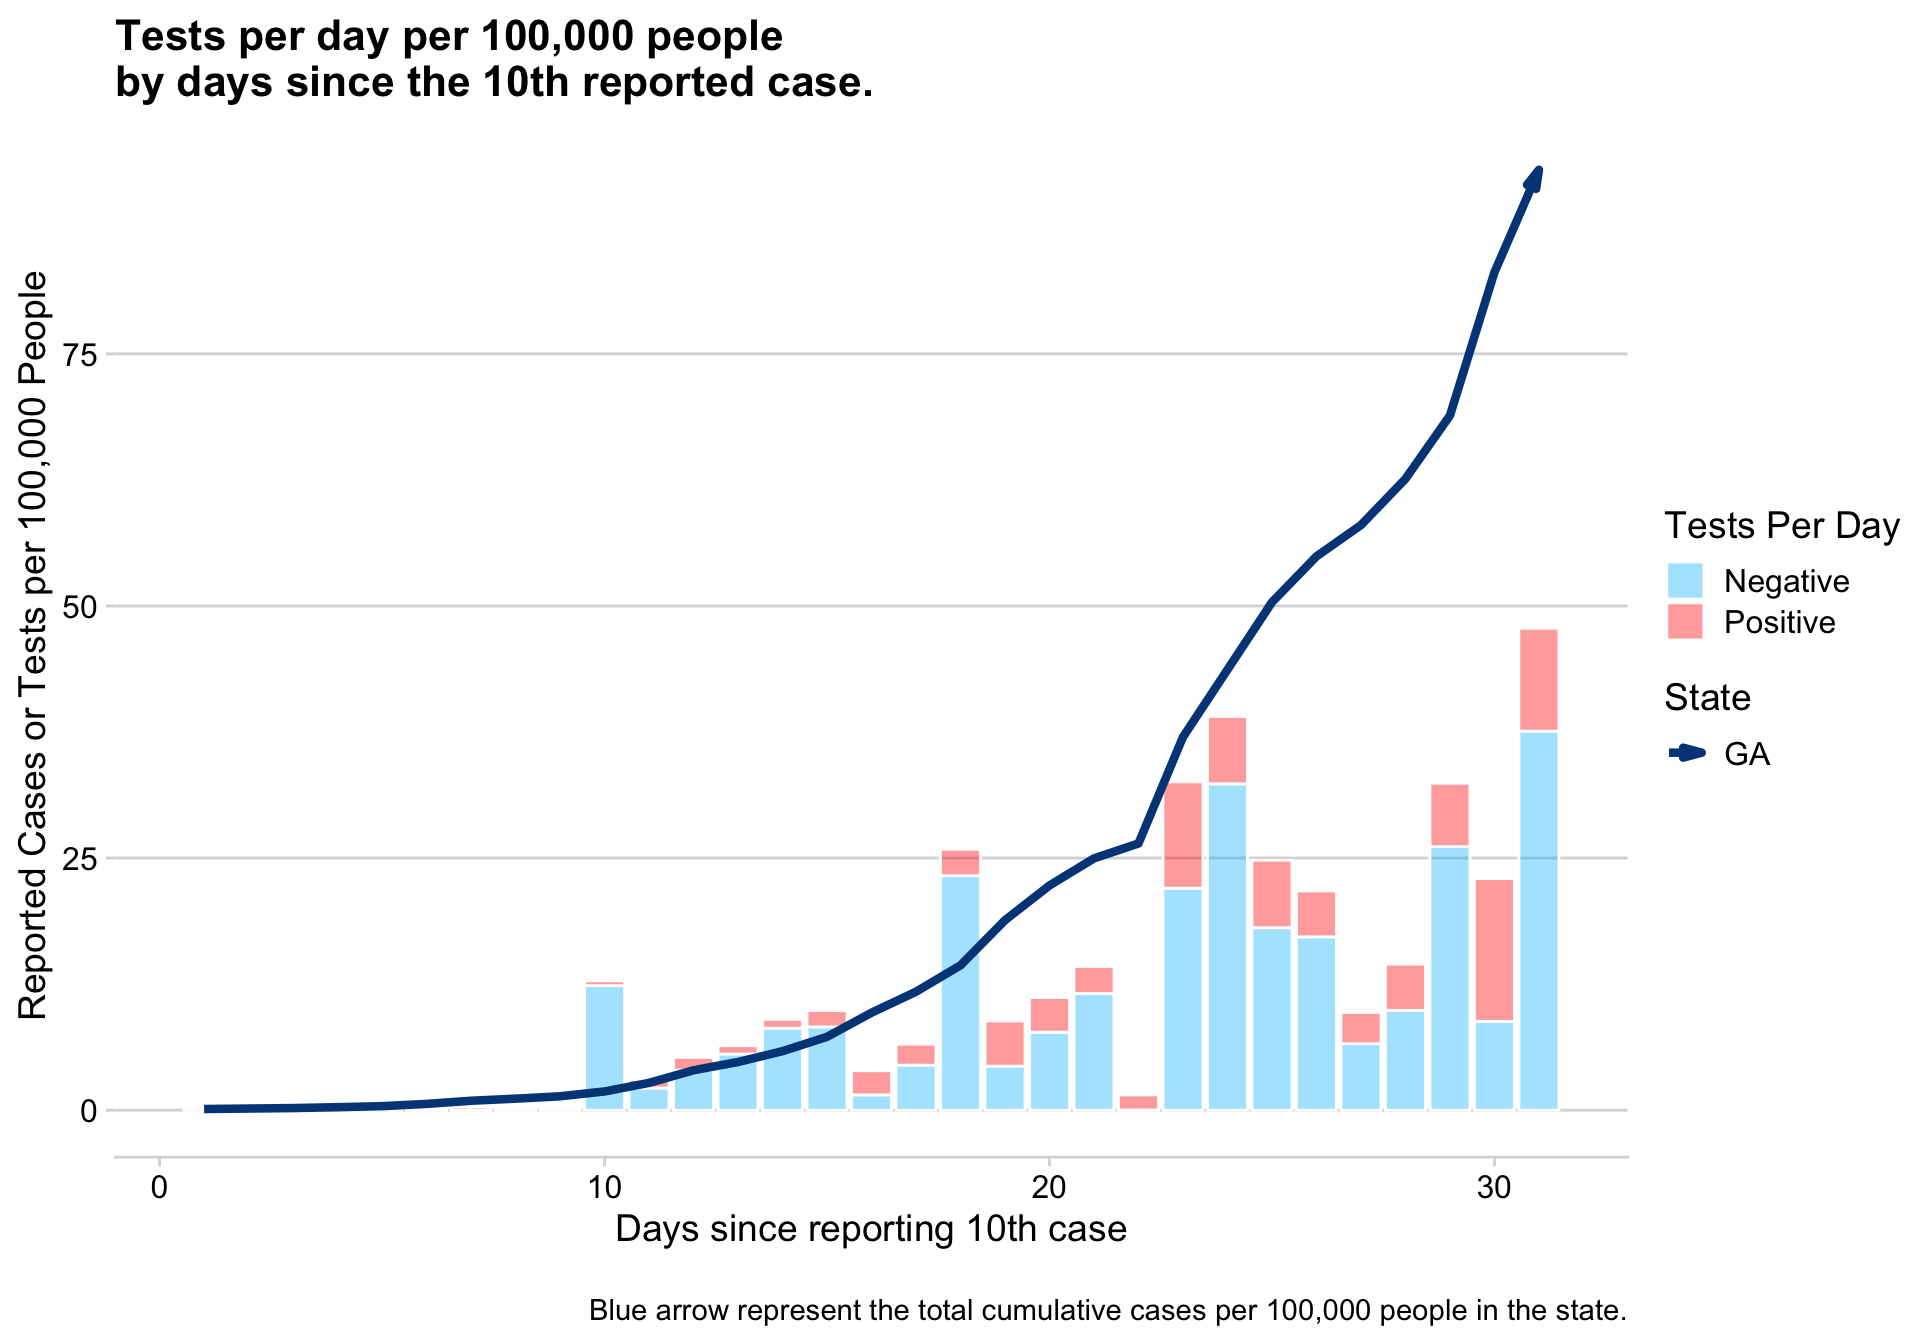 Tests per day per 100,000 people
by days since the 10th reported case.
Reported Cases or Tests per 100,000 People
75
50
25
0
0
10
20
30
Days since reporting 10th case
Tests Per Day
Negative
Positive
State
GA
Blue arrow represent the total cumulative cases per 100,000 people in the state.